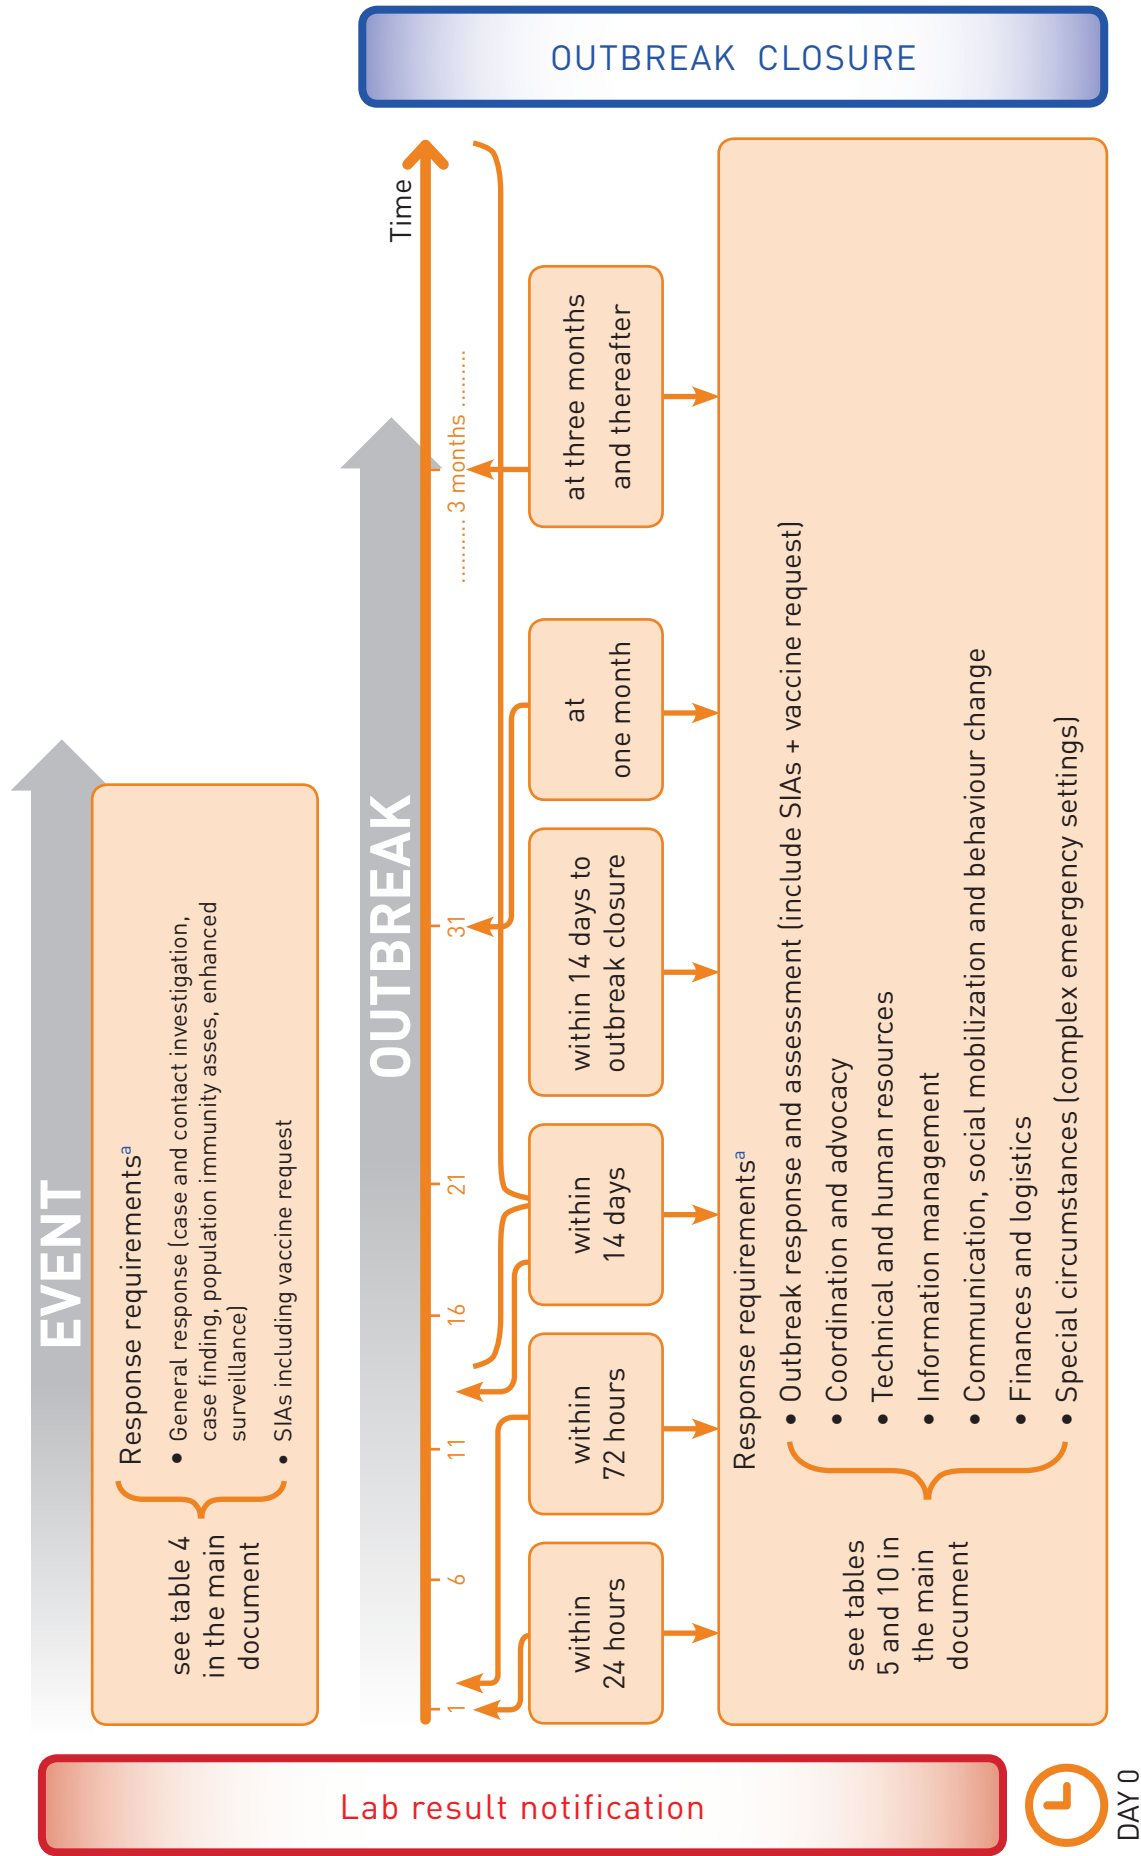 Lab result notification
DAY 0
EVENT
see table 4
in the main
document
Response requirementsᵃ
• General response (case and contact investigation,
case finding, population immunity asses, enhanced
surveillance)
• SIAs including vaccine request
OUTBREAK
Time
1
6
11
16
21
31
.......... 3 months ..........
within
24 hours
within
72 hours
within
14 days
within 14 days to
outbreak closure
at
one month
at three months
and thereafter
see tables
5 and 10 in
the main
document
Response requirementsᵃ
• Outbreak response and assessment (include SIAs + vaccine request)
• Coordination and advocacy
• Technical and human resources
• Information management
• Communication, social mobilization and behaviour change
• Finances and logistics
• Special circumstances (complex emergency settings)
OUTBREAK CLOSURE